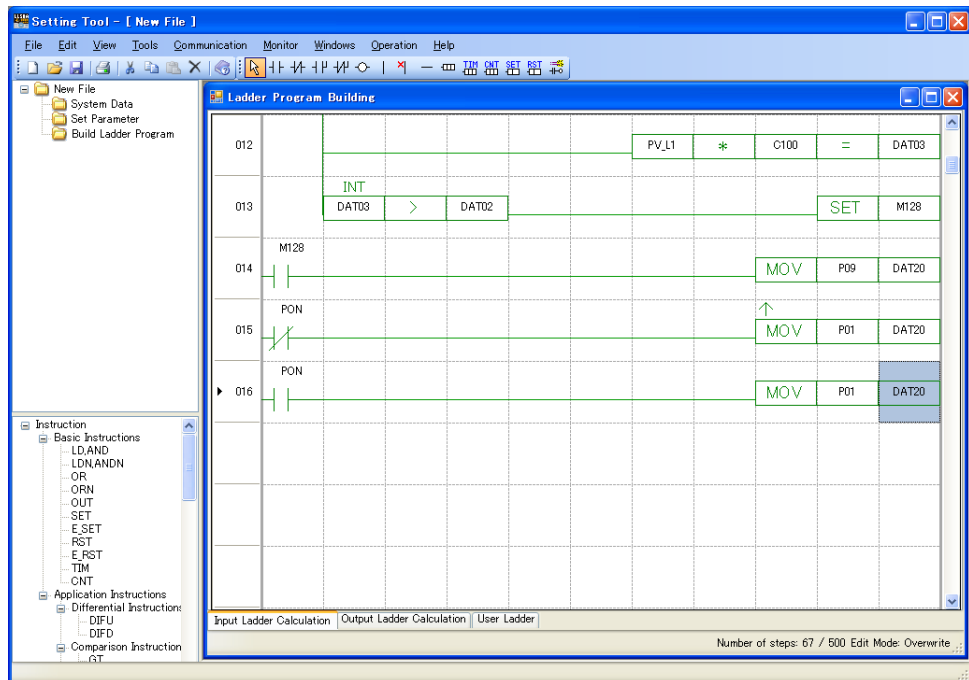 Setting Tool - [ New File ]
File Edit View Tools Communication Monitor Windows Operation Help
TIM CNT SET RST
New File
System Data
Set Parameter
Build Ladder Program
Ladder Program Building
012 PV_L1 * C100 = DAT03
INT
013 DAT03 > DAT02 SET M128
M128
014 MOV P09 DAT20
PON ↑
015 MOV P01 DAT20
PON
016 MOV P01 DAT20
Instruction
Basic Instructions
LD,AND
LDN,ANDN
OR
ORN
OUT
SET
E_SET
RST
E_RST
TIM
CNT
Application Instructions
Differential Instructions
DIFU
DIFD
Comparison Instruction
GT
Input Ladder Calculation Output Ladder Calculation User Ladder
Number of steps: 67 / 500 Edit Mode: Overwrite